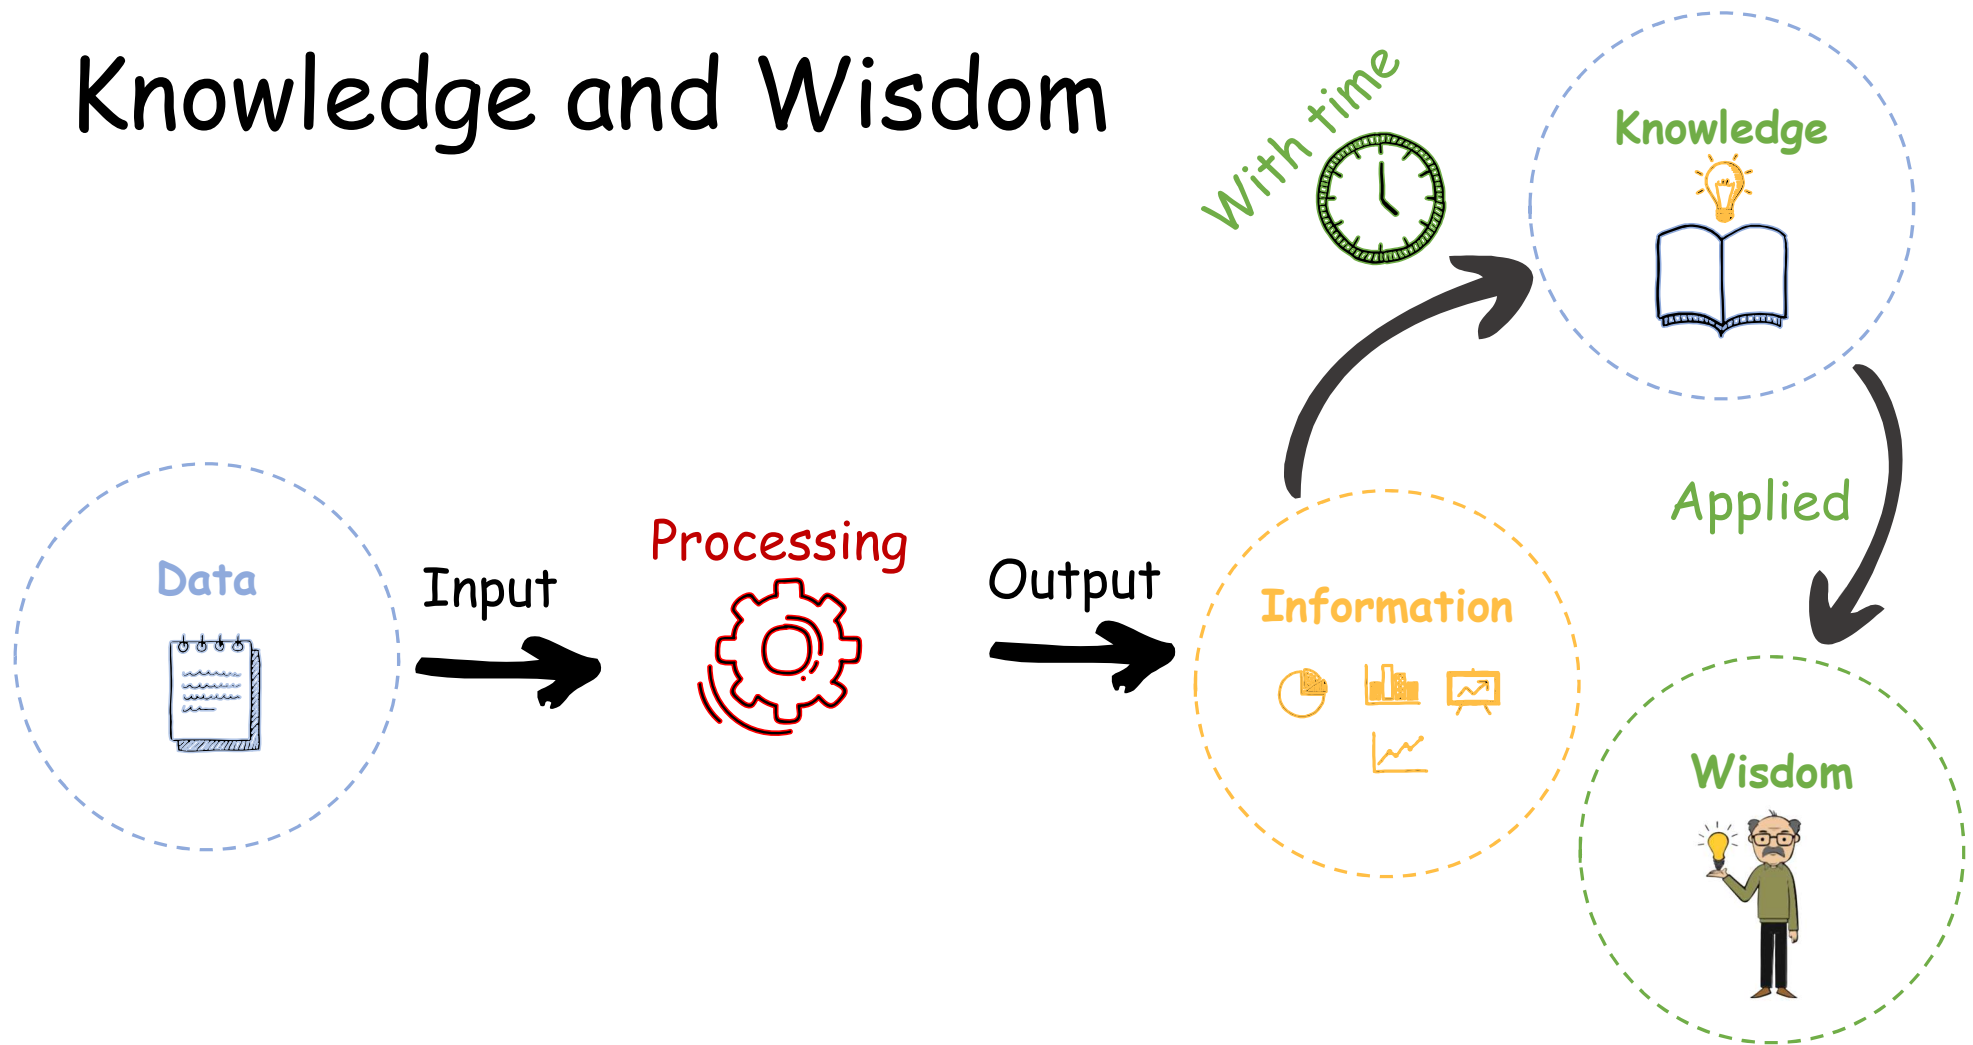 Knowledge and Wisdom
With time
Knowledge
Applied
Data
Input
Processing
Output
Information
Wisdom